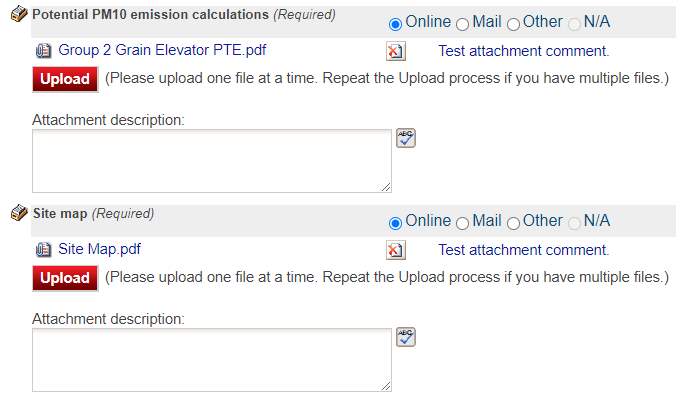 Potential PM10 emission calculations (Required) Online Mail Other N/A
Group 2 Grain Elevator PTE.pdf Test attachment comment.
Upload (Please upload one file at a time. Repeat the Upload process if you have multiple files.)
Attachment description:
ABC
Site map (Required) Online Mail Other N/A
Site Map.pdf Test attachment comment.
Upload (Please upload one file at a time. Repeat the Upload process if you have multiple files.)
Attachment description:
ABC